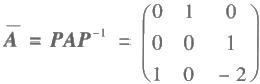 Ā = PAP⁻¹ = ⎛0 1 0⎞
⎜0 0 1⎟
⎝1 0 −2⎠